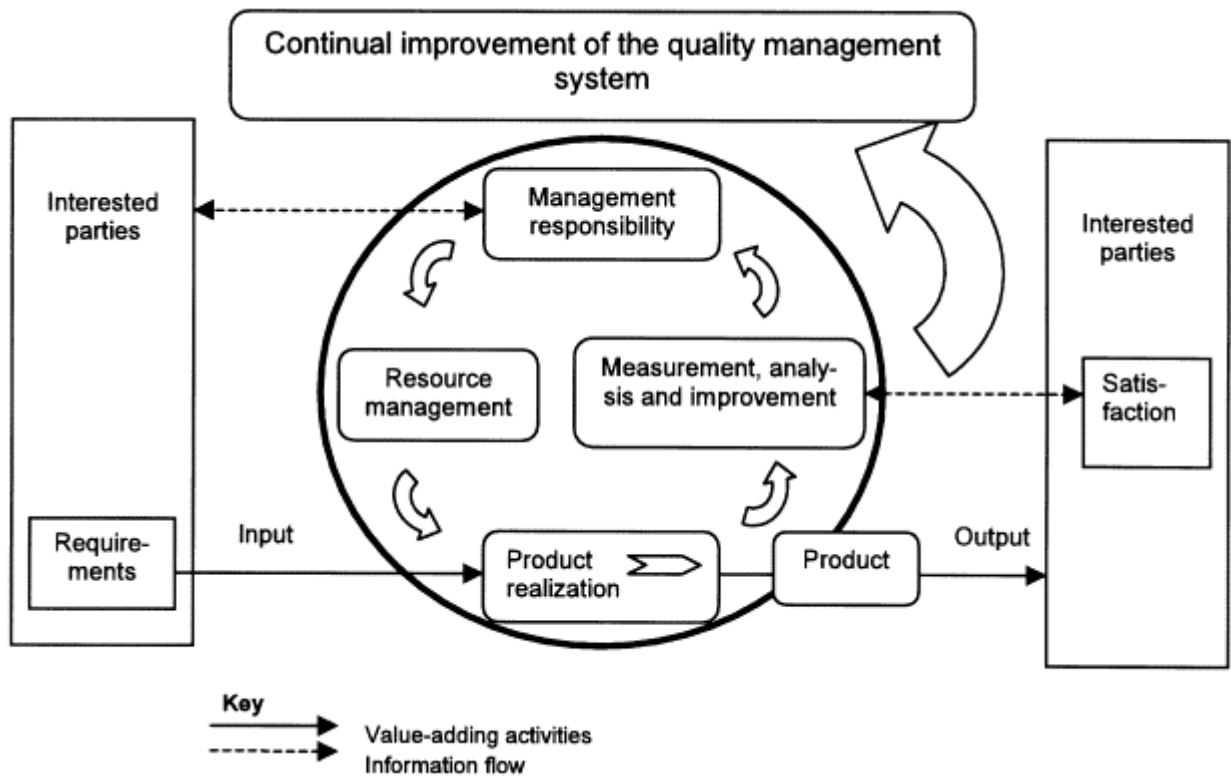 Continual improvement of the quality management
system
Interested
parties
Management
responsibility
Interested
parties
Resource
management
Measurement, analy-
sis and improvement
Satis-
faction
Require-
ments
Input
Product
realization
Product
Output
Key
Value-adding activities
Information flow